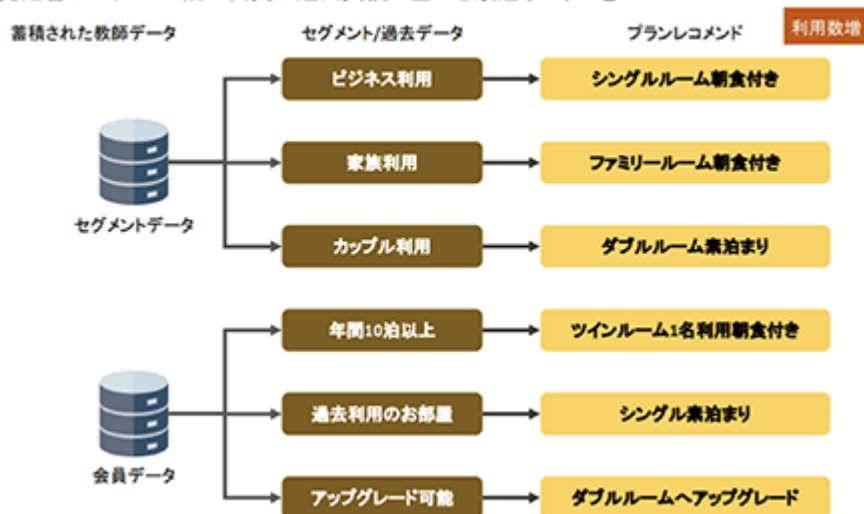 蓄積された教師データ
セグメント/過去データ
プランレコメンド
利用数増
ビジネス利用
シングルルーム朝食付き
家族利用
ファミリールーム朝食付き
セグメントデータ
カップル利用
ダブルルーム素泊まり
年間10泊以上
ツインルーム1名利用朝食付き
過去利用のお部屋
シングル素泊まり
会員データ
アップグレード可能
ダブルルームへアップグレード